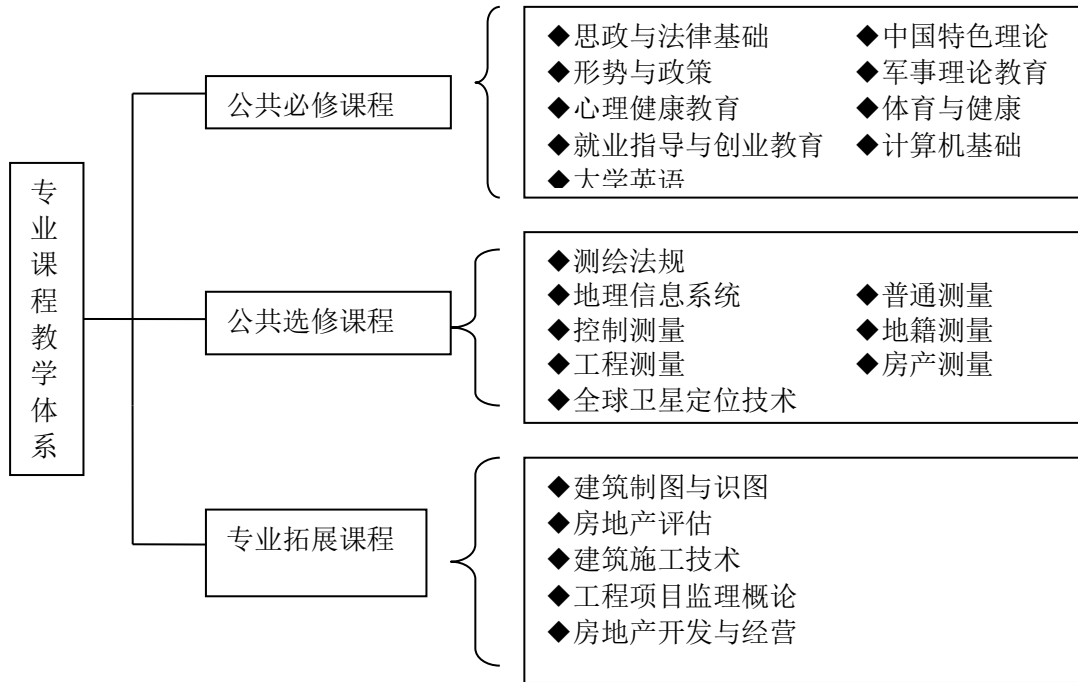 专业课程教学体系
公共必修课程
◆思政与法律基础 ◆中国特色理论
◆形势与政策 ◆军事理论教育
◆心理健康教育 ◆体育与健康
◆就业指导与创业教育 ◆计算机基础
◆大学英语
公共选修课程
◆测绘法规
◆地理信息系统 ◆普通测量
◆控制测量 ◆地籍测量
◆工程测量 ◆房产测量
◆全球卫星定位技术
专业拓展课程
◆建筑制图与识图
◆房地产评估
◆建筑施工技术
◆工程项目监理概论
◆房地产开发与经营